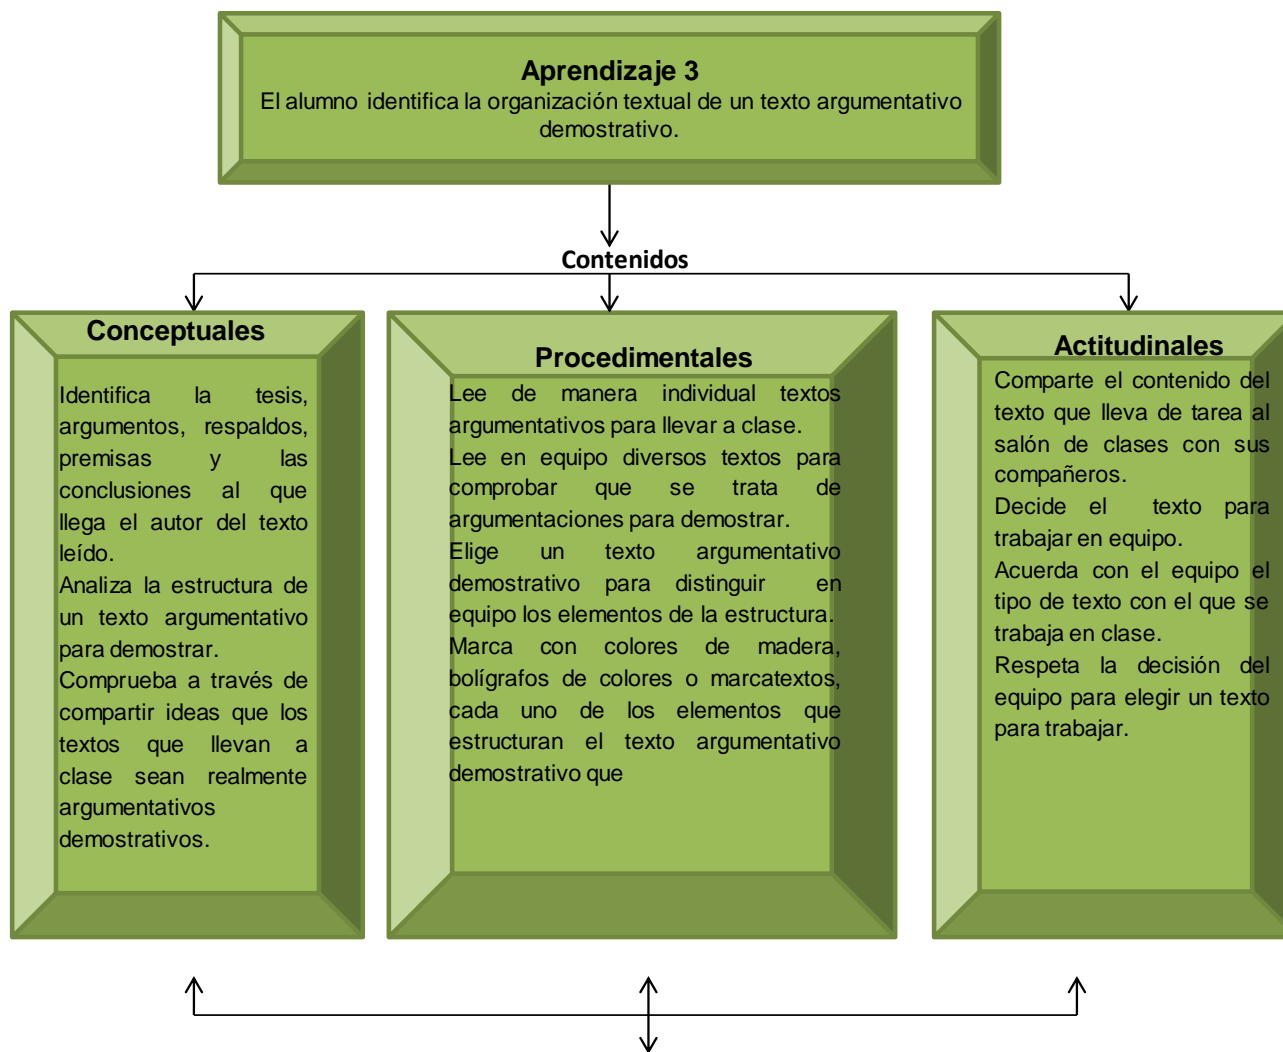 Aprendizaje 3
El alumno identifica la organización textual de un texto argumentativo
demostrativo.
Contenidos
Conceptuales
Identifica la tesis,
argumentos, respaldos,
premisas y las
conclusiones al que
llega el autor del texto
leído.
Analiza la estructura de
un texto argumentativo
para demostrar.
Comprueba a través de
compartir ideas que los
textos que llevan a
clase sean realmente
argumentativos
demostrativos.
Procedimentales
Lee de manera individual textos
argumentativos para llevar a clase.
Lee en equipo diversos textos para
comprobar que se trata de
argumentaciones para demostrar.
Elige un texto argumentativo
demostrativo para distinguir en
equipo los elementos de la estructura.
Marca con colores de madera,
bolígrafos de colores o marcatextos,
cada uno de los elementos que
estructuran el texto argumentativo
demostrativo que
Actitudinales
Comparte el contenido del
texto que lleva de tarea al
salón de clases con sus
compañeros.
Decide el texto para
trabajar en equipo.
Acuerda con el equipo el
tipo de texto con el que se
trabaja en clase.
Respeta la decisión del
equipo para elegir un texto
para trabajar.